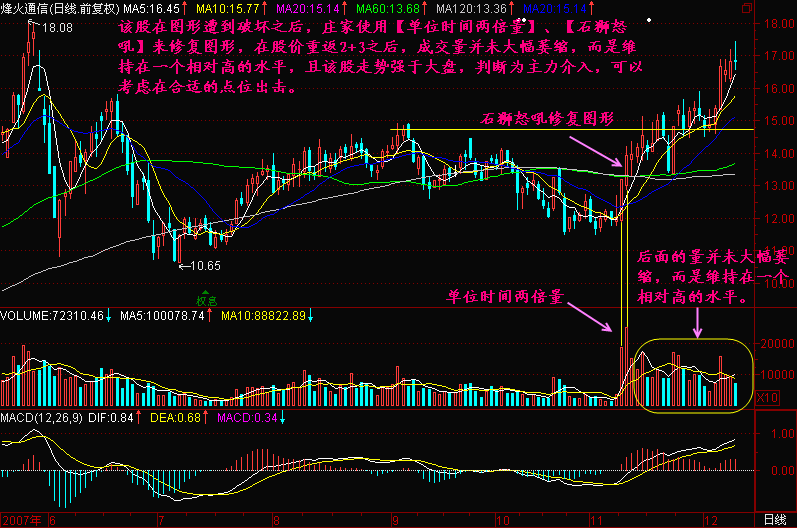 烽火通信(日线.前复权) MA5:16.45↑ MA10:15.77↑ MA20:15.14↑ MA60:13.68↑ MA120:13.36↑ MA20:15.14↑
18.08
该股在图形遭到破坏之后，庄家使用【单位时间两倍量】、【石狮怒
吼】来修复图形，在股价重返2+3之后，成交量并未大幅萎缩，而是维
持在一个相对高的水平，且该股走势强于大盘，判断为主力介入，可以
考虑在合适的点位出击。
18.00
17.00
16.00
15.00
14.00
13.00
12.00
11.00
10.00
石狮怒吼修复图形
10.65
权息
单位时间两倍量
后面的量并未大幅萎
缩，而是维持在一个
相对高的水平。
VOLUME:72310.46↓ MA5:100078.74↑ MA10:88822.89↓
20000
10000
X10
MACD(12,26,9) DIF:0.84↑ DEA:0.68↑ MACD:0.34↓
1.00
0.00
2007年 6 7 8 9 10 11 12 日线